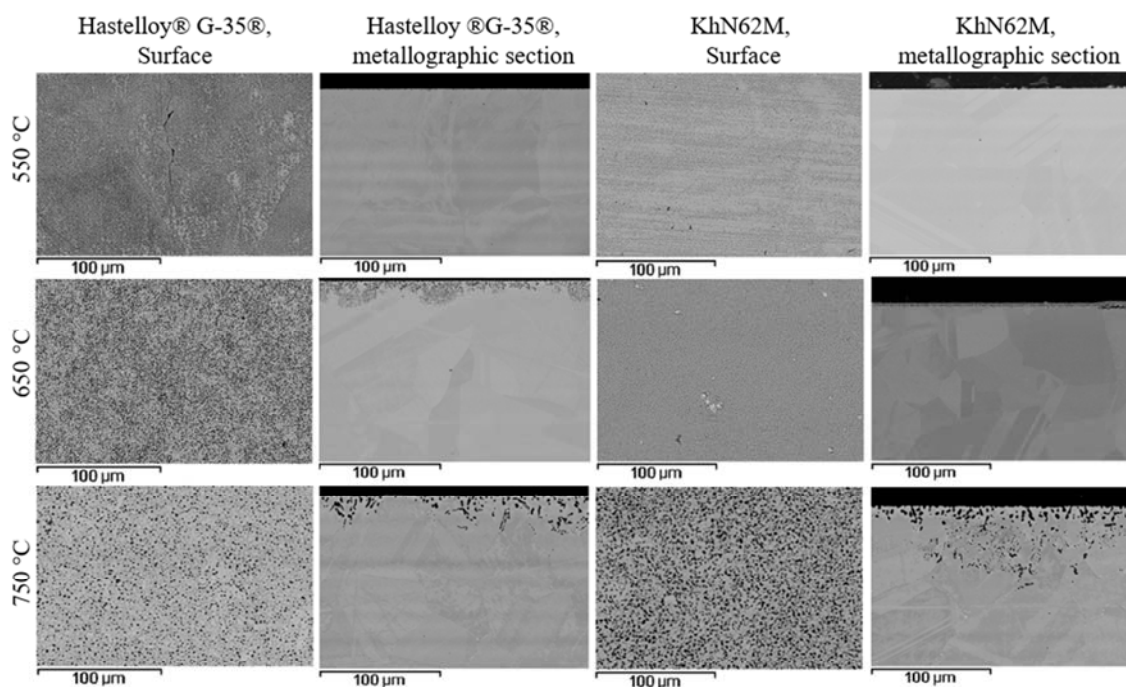 Hastelloy® G-35®,
Surface
Hastelloy ®G-35®,
metallographic section
KhN62M,
Surface
KhN62M,
metallographic section
550 °C
100 µm
100 µm
100 µm
100 µm
650 °C
100 µm
100 µm
100 µm
100 µm
750 °C
100 µm
100 µm
100 µm
100 µm